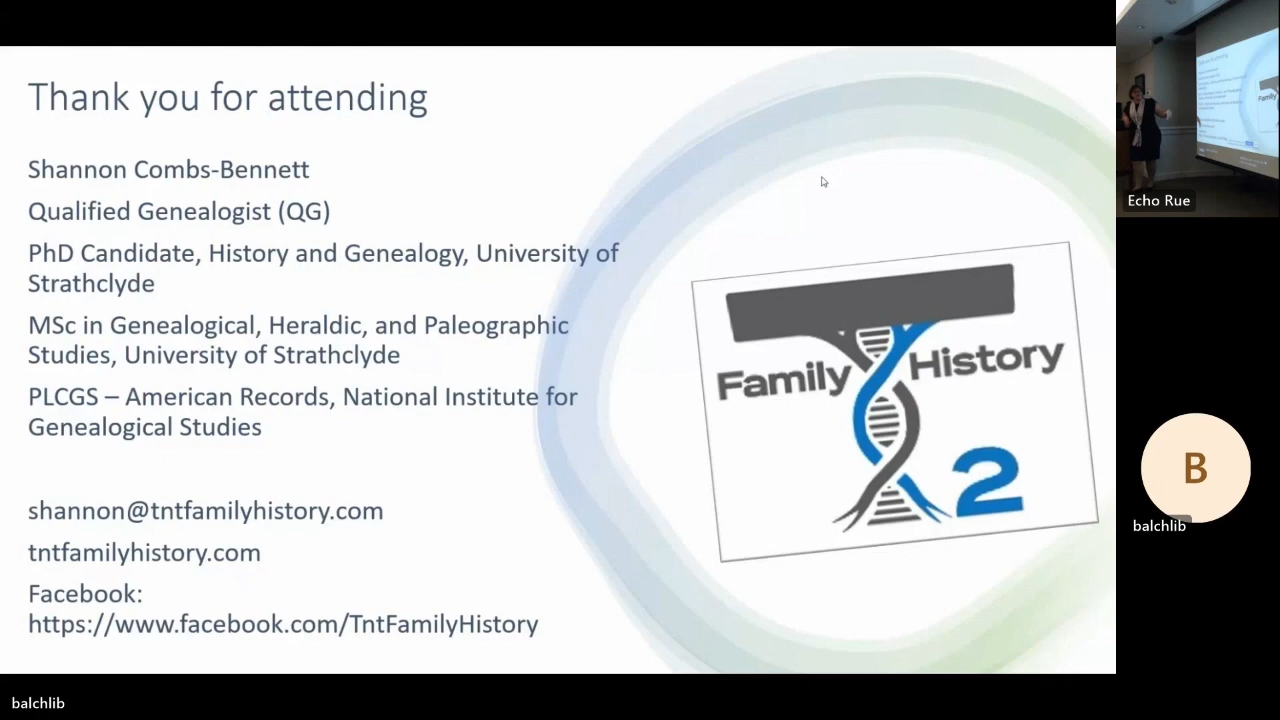 Thank you for attending
Shannon Combs-Bennett
Qualified Genealogist (QG)
PhD Candidate, History and Genealogy, University of
Strathclyde
MSc in Genealogical, Heraldic, and Paleographic
Studies, University of Strathclyde
PLCGS – American Records, National Institute for
Genealogical Studies
shannon@tntfamilyhistory.com
tntfamilyhistory.com
Facebook:
https://www.facebook.com/TntFamilyHistory
Family History
2
Family
Echo Rue
B
balchlib
balchlib